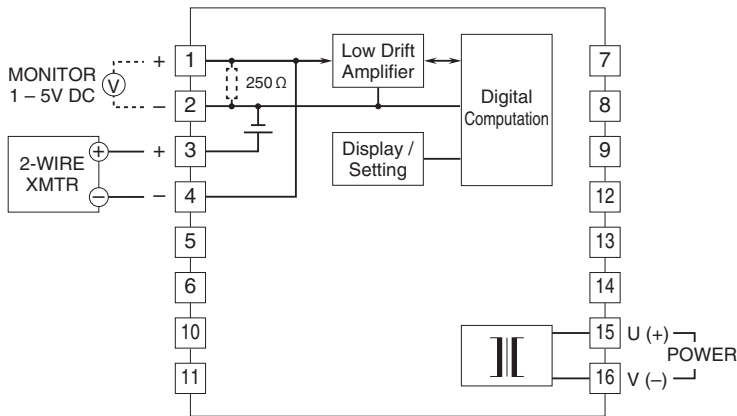 MONITOR
1 – 5V DC
V
+
–
1
2
250 Ω
Low Drift
Amplifier
Digital
Computation
Display /
Setting
2-WIRE
XMTR
+
–
+
–
3
4
5
6
10
11
7
8
9
12
13
14
15
16
U (+)
V (–)
POWER